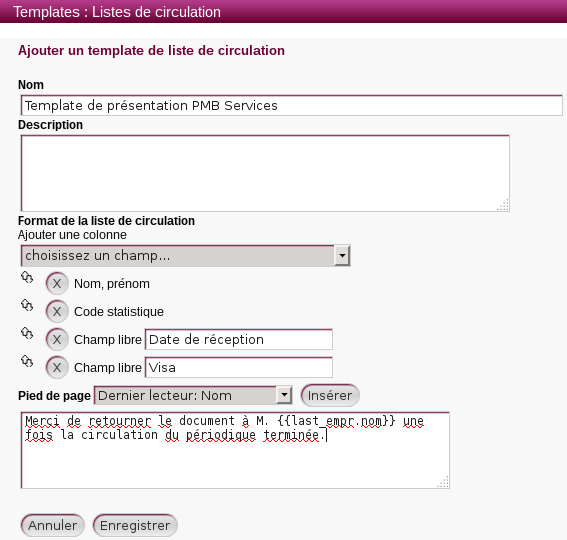 Templates : Listes de circulation
Ajouter un template de liste de circulation
Nom
Template de présentation PMB Services
Description
Format de la liste de circulation
Ajouter une colonne
choisissez un champ...
X Nom, prénom
X Code statistique
X Champ libre Date de réception
X Champ libre Visa
Pied de page Dernier lecteur: Nom Insérer
Merci de retourner le document à M. {{last_empr.nom}} une
fois la circulation du périodique terminée.
Annuler Enregistrer